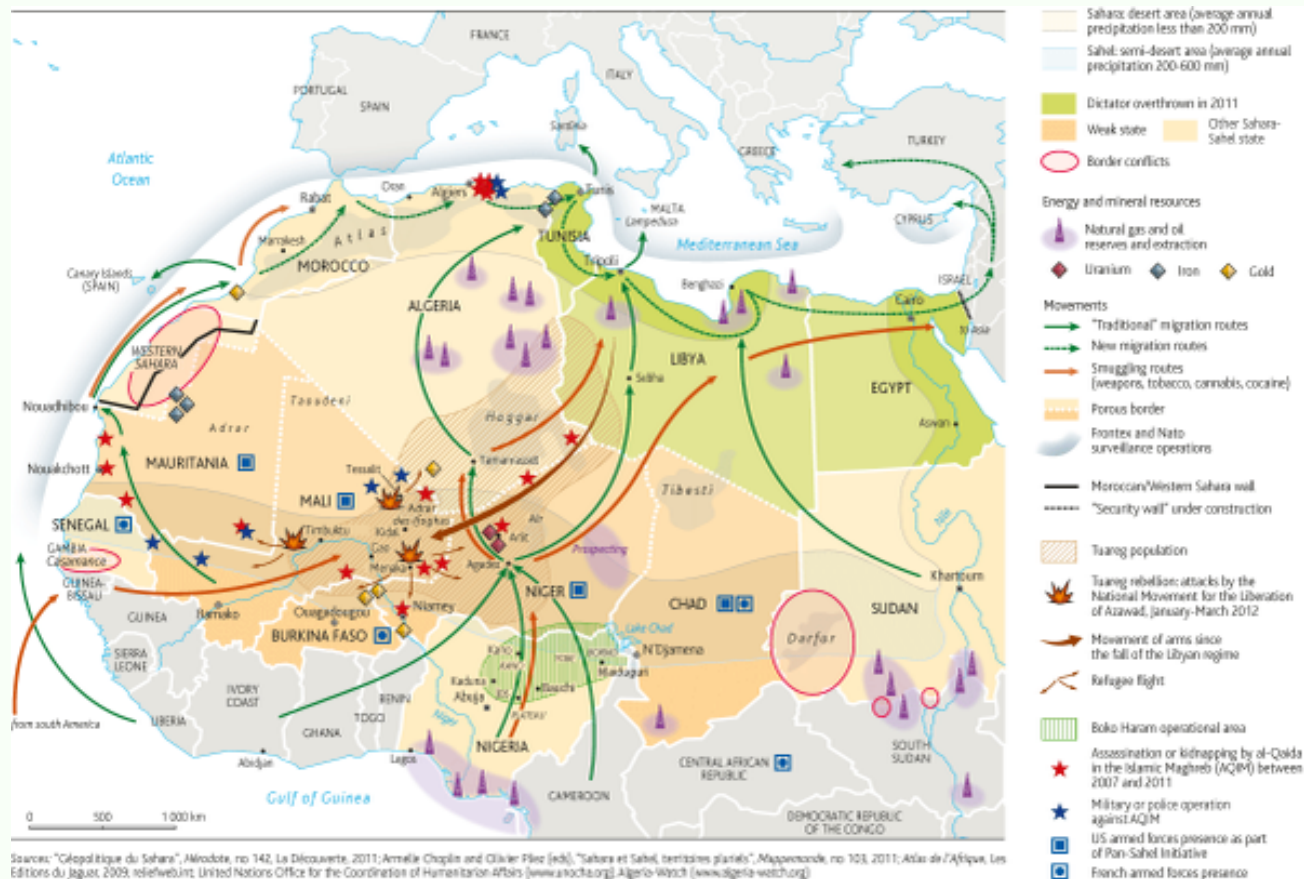 FRANCE
ITALY
PORTUGAL
SPAIN
Sardinia
GREECE
TURKEY
Atlantic
Ocean
Rabat
Oran
Algiers
Tunis
MALTA
Lampedusa
CYPRUS
Mediterranean Sea
Marrakesh
Atlas
TUNISIA
Tripoli
MOROCCO
Canary Islands
(SPAIN)
Benghazi
ISRAEL
Cairo
to Asia
ALGERIA
WESTERN
SAHARA
LIBYA
EGYPT
Sebha
Nouadhibou
Taoudeni
Hoggar
Aswan
Adrar
Nouakchott
MAURITANIA
Tamanrasset
Tessalit
MALI
Adrar
des Ifoghas
Tibesti
Nile
SENEGAL
Timbuktu
Kidal
Air
Arlit
GAMBIA
Casamance
Gao
Menaka
Agadez
Prospecting
Khartoum
GUINEA-
BISSAU
NIGER
CHAD
SUDAN
Bamako
Ouagadougou
Niamey
GUINEA
BURKINA FASO
Lake Chad
N'Djamena
Darfar
SIERRA
LEONE
Kano
KANO
YOBE
BORNO
Maiduguri
Kaduna
Bauchi
Abuja
JOS
PLATEAU
IVORY
COAST
BENIN
TOGO
Niger
from south America
LIBERIA
GHANA
NIGERIA
SOUTH
SUDAN
Abidjan
Lagos
CENTRAL AFRICAN
REPUBLIC
Gulf of Guinea
CAMEROON
DEMOCRATIC REPUBLIC
OF THE CONGO
0 500 1 000 km
Sahara: desert area (average annual
precipitation less than 200 mm)
Sahel: semi-desert area (average annual
precipitation 200-600 mm)
Dictator overthrown in 2011
Weak state
Other Sahara-
Sahel state
Border conflicts
Energy and mineral resources
Natural gas and oil
reserves and extraction
Uranium Iron Gold
Movements
"Traditional" migration routes
New migration routes
Smuggling routes
(weapons, tobacco, cannabis, cocaine)
Porous border
Frontex and Nato
surveillance operations
Moroccan/Western Sahara wall
"Security wall" under construction
Tuareg population
Tuareg rebellion: attacks by the
National Movement for the Liberation
of Azawad, January-March 2012
Movement of arms since
the fall of the Libyan regime
Refugee flight
Boko Haram operational area
Assassination or kidnapping by al-Qaida
in the Islamic Maghreb (AQIM) between
2007 and 2011
Military or police operation
against AQIM
US armed forces presence as part
of Pan-Sahel Initiative
French armed forces presence
Sources: "Géopolitique du Sahara", Hérodote, no 142, La Découverte, 2011; Armelle Choplin and Olivier Pliez (eds), "Sahara et Sahel, territoires pluriels", Mappemonde, no 103, 2011; Atlas de l'Afrique, Les
Editions du Jaguar, 2009, reliefweb.int; United Nations Office for the Coordination of Humanitarian Affairs (www.unocha.org); Algeria-Watch (www.algeria-watch.org)